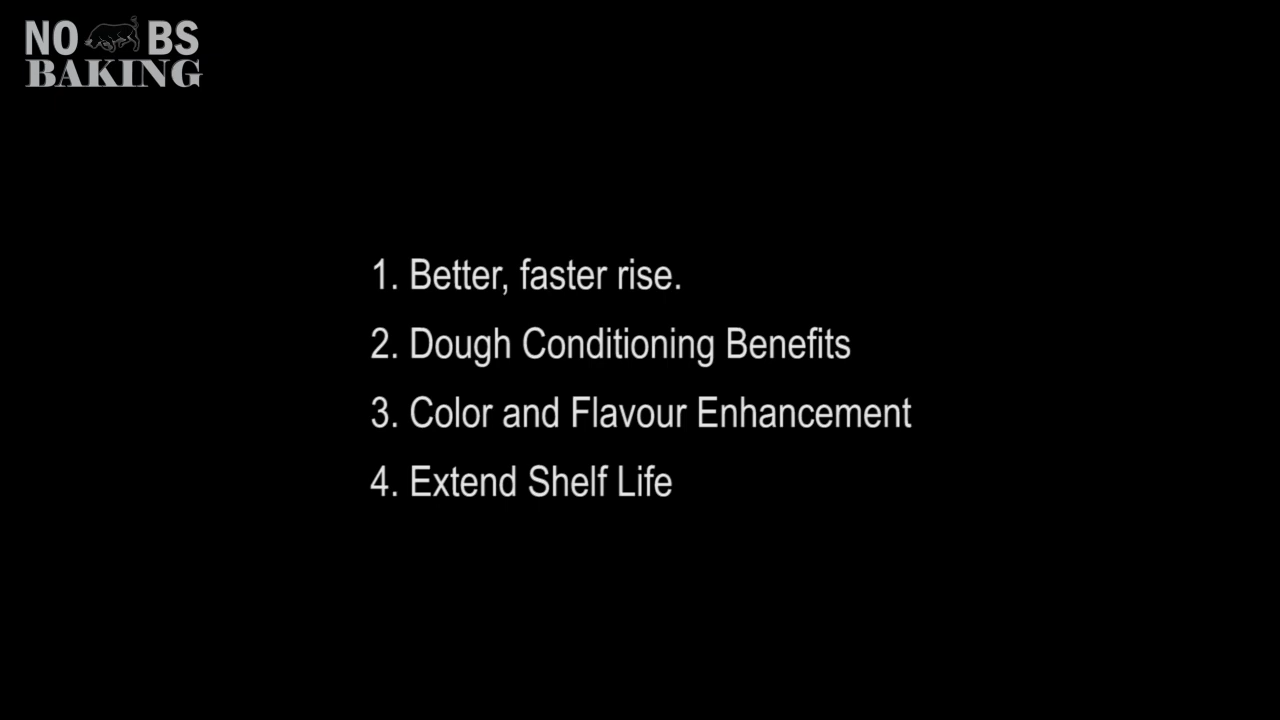 NO BS
BAKING
1. Better, faster rise.
2. Dough Conditioning Benefits
3. Color and Flavour Enhancement
4. Extend Shelf Life